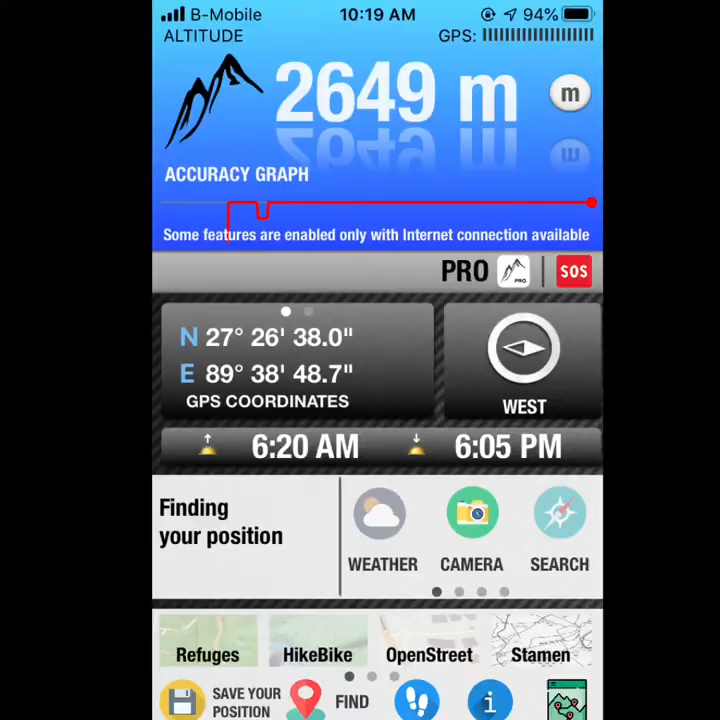 B-Mobile 10:19 AM 94%
ALTITUDE GPS:
2649 m m
ACCURACY GRAPH
Some features are enabled only with Internet connection available
PRO PRO SOS
N 27° 26' 38.0"
E 89° 38' 48.7"
GPS COORDINATES
WEST
6:20 AM 6:05 PM
Finding
your position
WEATHER CAMERA SEARCH
Refuges HikeBike OpenStreet Stamen
SAVE YOUR
POSITION
FIND